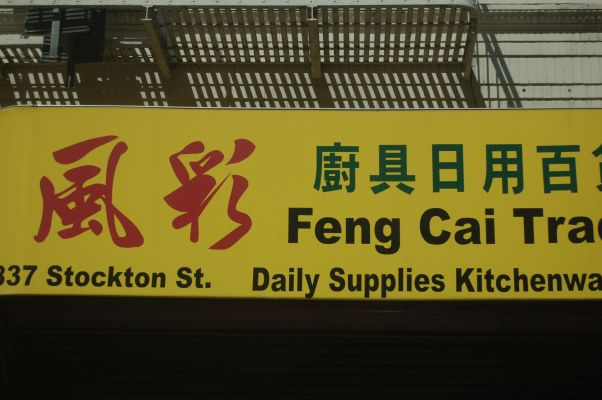 風彩
廚具日用百
Feng Cai
337 Stockton St.
Daily Supplies